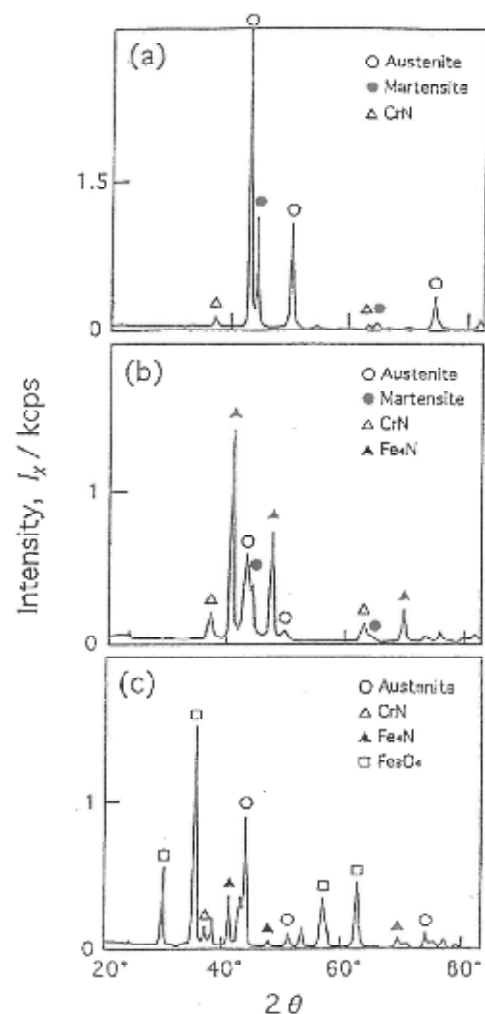 (a)
Austenite
Martensite
CrN
1.5
0
(b)
Austenite
Martensite
CrN
Fe₄N
1
0
(c)
Austenite
CrN
Fe₄N
Fe₃O₄
1
0
20° 40° 60° 80°
2θ
Intensity, Iₓ / kcps